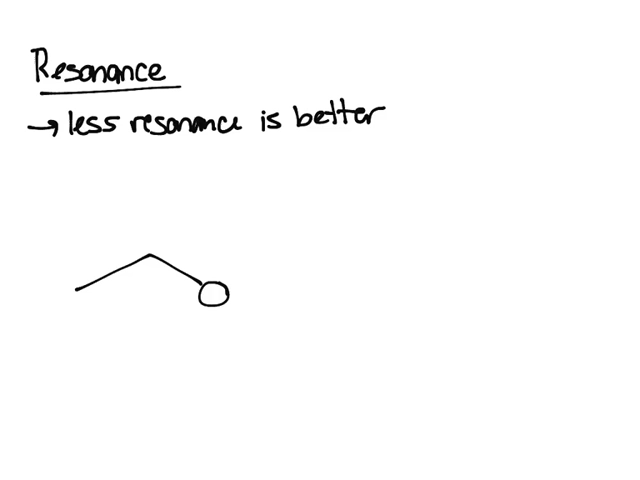 Resonance
→ less resonance is better
O